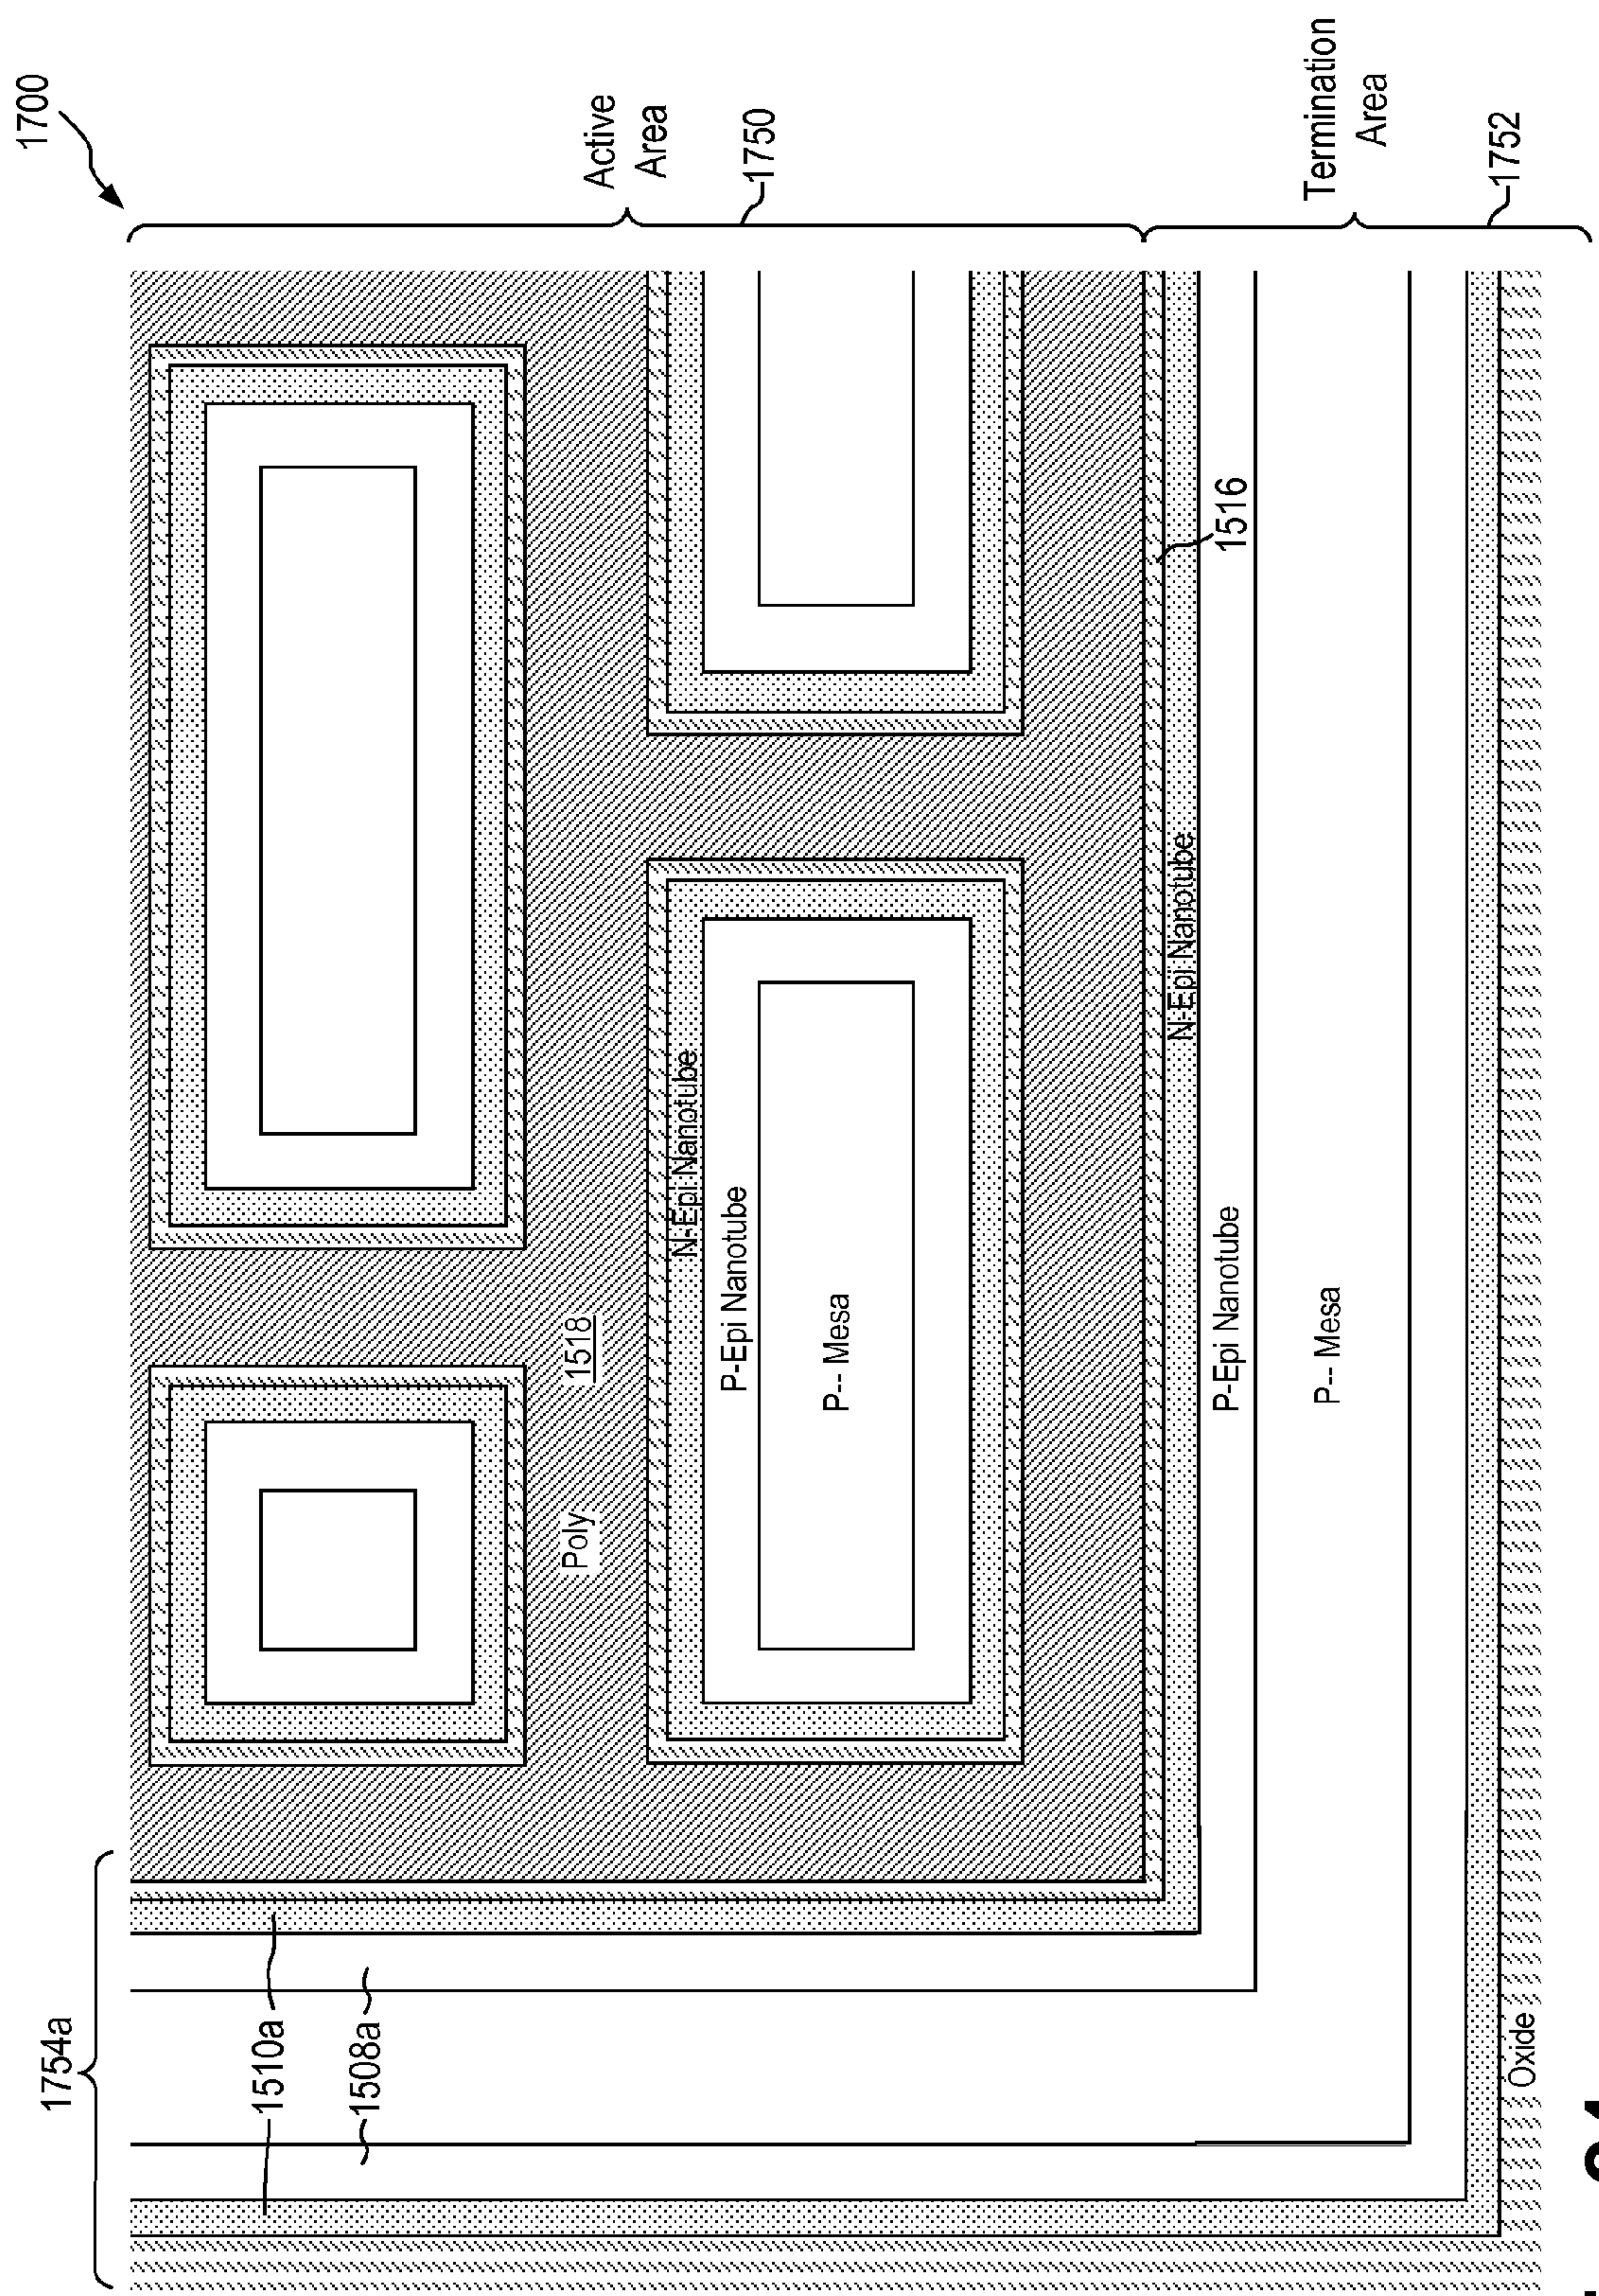 1700
Active
Area
1750
Termination
Area
1752
1516
N-Epi Nanotube
N-Epi Nanotube
P-Epi Nanotube
P-- Mesa
1518
Poly
P-Epi Nanotube
P-- Mesa
1754a
1510a
1508a
Oxide